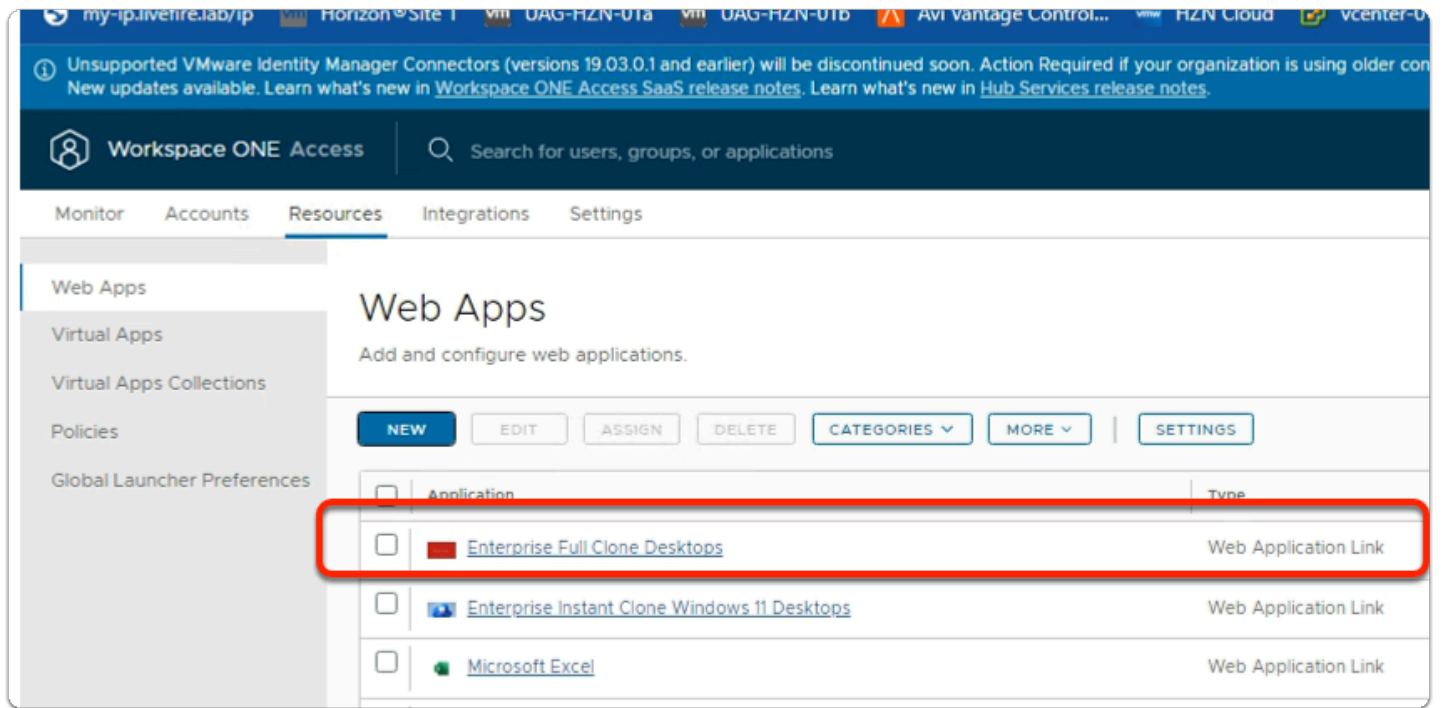 my-ip.livefire.lab/ip vm Horizon® Site 1 vm UAG-HZN-01a vm UAG-HZN-01b Avi Vantage Control... vmw HZN Cloud vcenter-0
Unsupported VMware Identity Manager Connectors (versions 19.03.0.1 and earlier) will be discontinued soon. Action Required if your organization is using older con
New updates available. Learn what's new in Workspace ONE Access SaaS release notes. Learn what's new in Hub Services release notes.
Workspace ONE Access Search for users, groups, or applications
Monitor Accounts Resources Integrations Settings
Web Apps
Virtual Apps
Virtual Apps Collections
Policies
Global Launcher Preferences
Web Apps
Add and configure web applications.
NEW EDIT ASSIGN DELETE CATEGORIES MORE SETTINGS
Application Type
Enterprise Full Clone Desktops Web Application Link
Enterprise Instant Clone Windows 11 Desktops Web Application Link
Microsoft Excel Web Application Link